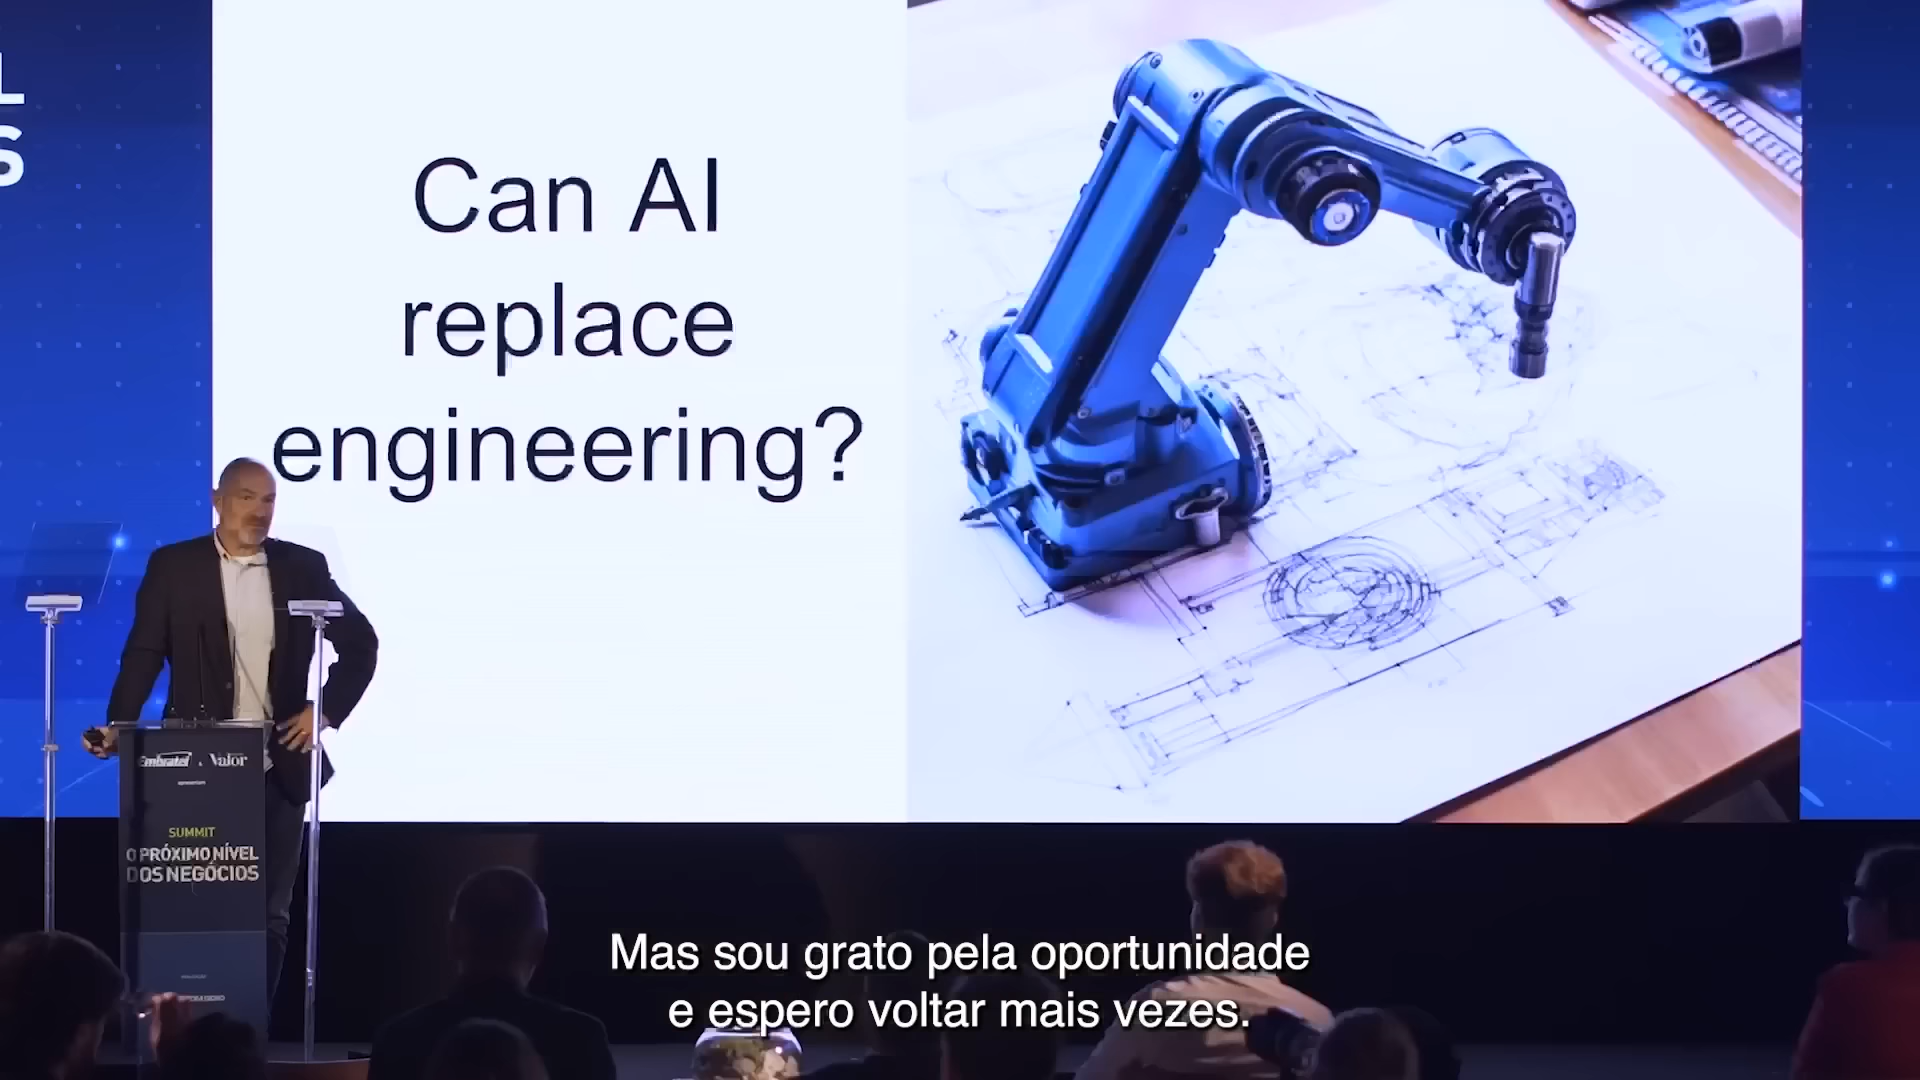 L
S
Can AI
replace
engineering?
Embratel Valor
apresentam
SUMMIT
O PRÓXIMO NÍVEL
DOS NEGÓCIOS
Mas sou grato pela oportunidade
e espero voltar mais vezes.